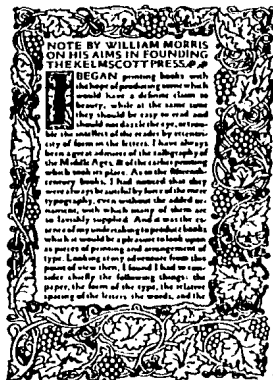 NOTE BY WILLIAM MORRIS
ON HIS AIMS IN FOUNDING
THE KELMSCOTT PRESS
I BEGAN printing books with
the hope of producing some which
would have a definite claim to
beauty, while at the same time
they should be easy to read and
should not dazzle the eye, or trou
ble the intellect of the reader by eccentri
city of form in the letters. I have always
been a great admirer of the calligraphy of
the Middle Ages, & of the earlier printing
which took its place. As to the fifteenth
century books, I had noticed that they
were always beautiful by force of the mere
typography, even without the added or
nament, with which many of them are
so lavishly supplied. And it was the es
sence of my undertaking to produce books
which it would be a pleasure to look upon
as pieces of printing and arrangement of
type. Looking at my adventure from this
point of view then, I found I had to con
sider chiefly the following things: the
paper, the form of the type, the relative
spacing of the letters, the words, and the